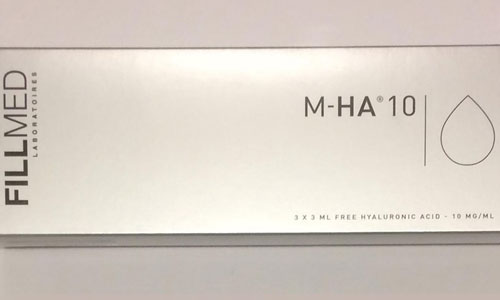 FILLMED
LABORATOIRES
M-HA® 10
3 X 3 ML FREE HYALURONIC ACID - 10 MG/ML